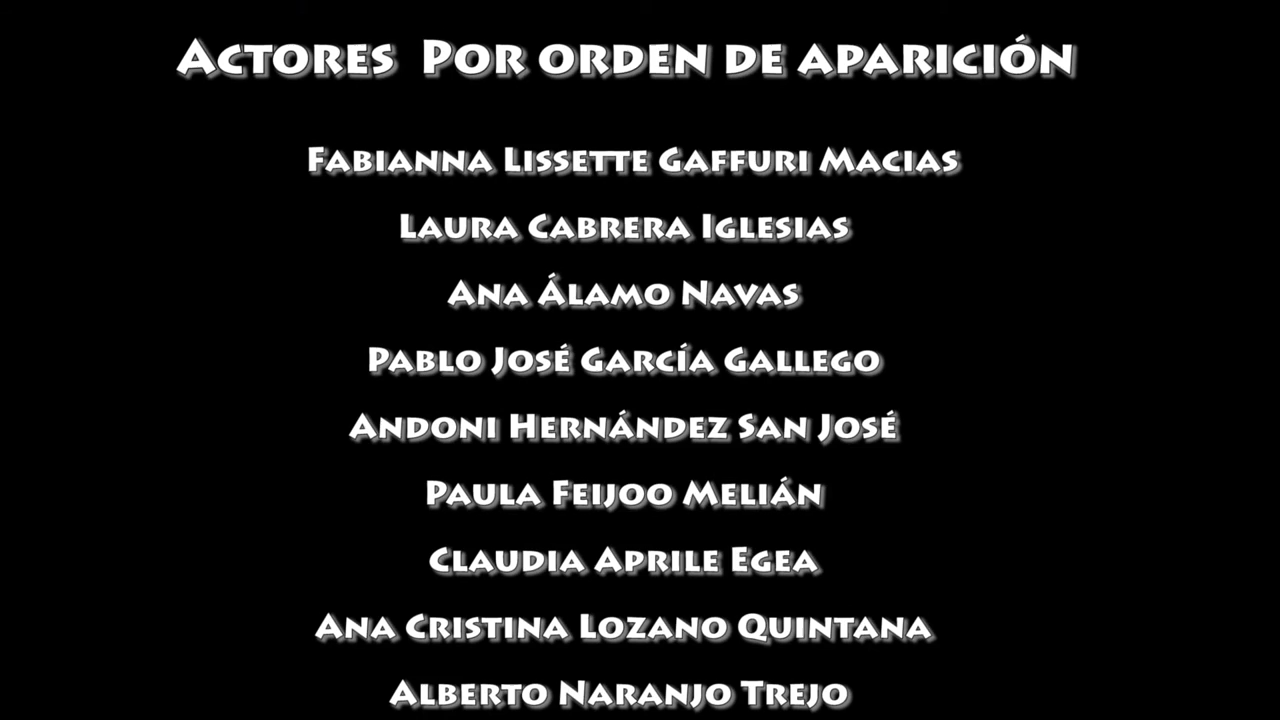 Actores Por orden de aparición
Fabianna Lissette Gaffuri Macias
Laura Cabrera Iglesias
Ana Álamo Navas
Pablo José García Gallego
Andoni Hernández San José
Paula Feijoo Melián
Claudia Aprile Egea
Ana Cristina Lozano Quintana
Alberto Naranjo Trejo